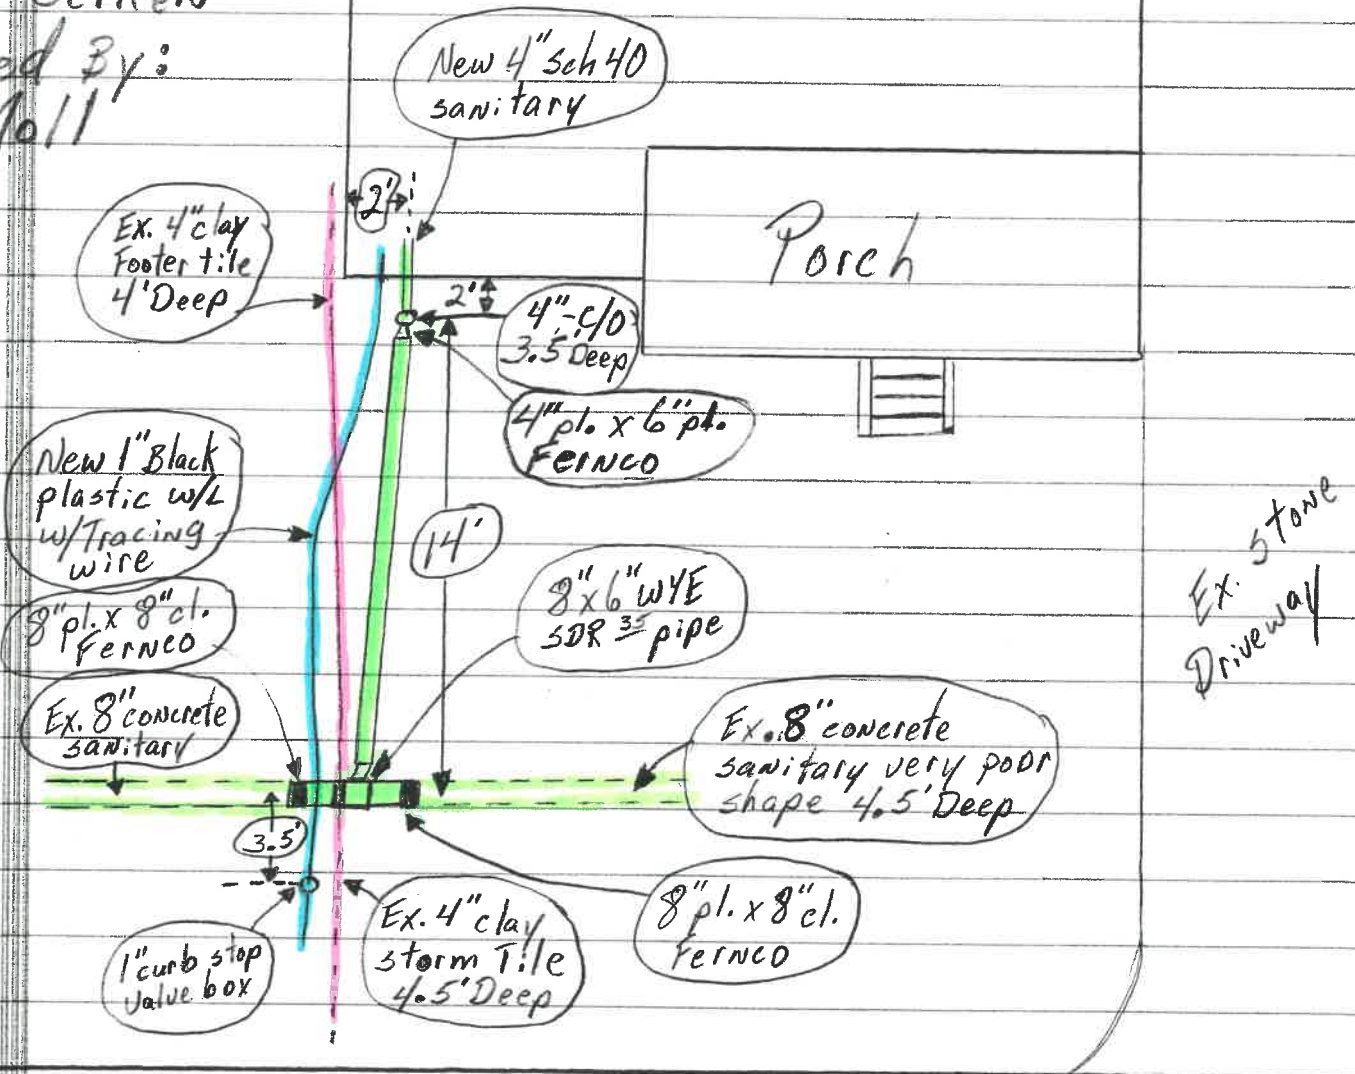 By:
New 4" Sch 40
sanitary
2'
Ex. 4" clay
Footer tile
4' Deep
Porch
2'
4"-C/O
3.5' Deep
4" pl. x 6" pl.
Fernco
New 1" Black
plastic w/L
w/Tracing
wire
14'
Ex. Stone
Driveway
8" pl. x 8" cl.
Fernco
8" x 6" WYE
SDR 35 pipe
Ex. 8" concrete
sanitary
Ex. 8" concrete
sanitary very poor
shape 4.5' Deep
3.5'
1" curb stop
valve box
Ex. 4" clay
storm Tile
4.5' Deep
8" pl. x 8" cl.
Fernco